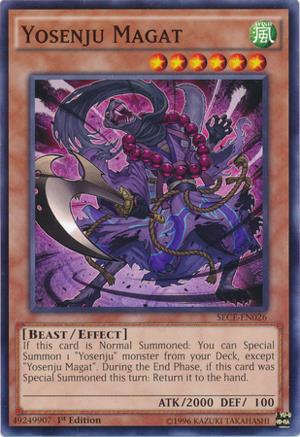 Yosenju Magat
風
SECE-EN026
[Beast / Effect]
If this card is Normal Summoned: You can Special
Summon 1 "Yosenju" monster from your Deck, except
"Yosenju Magat". During the End Phase, if this card was
Special Summoned this turn: Return it to the hand.
ATK/2000 DEF/1000
49249907 1st Edition ©1996 KAZUKI TAKAHASHI